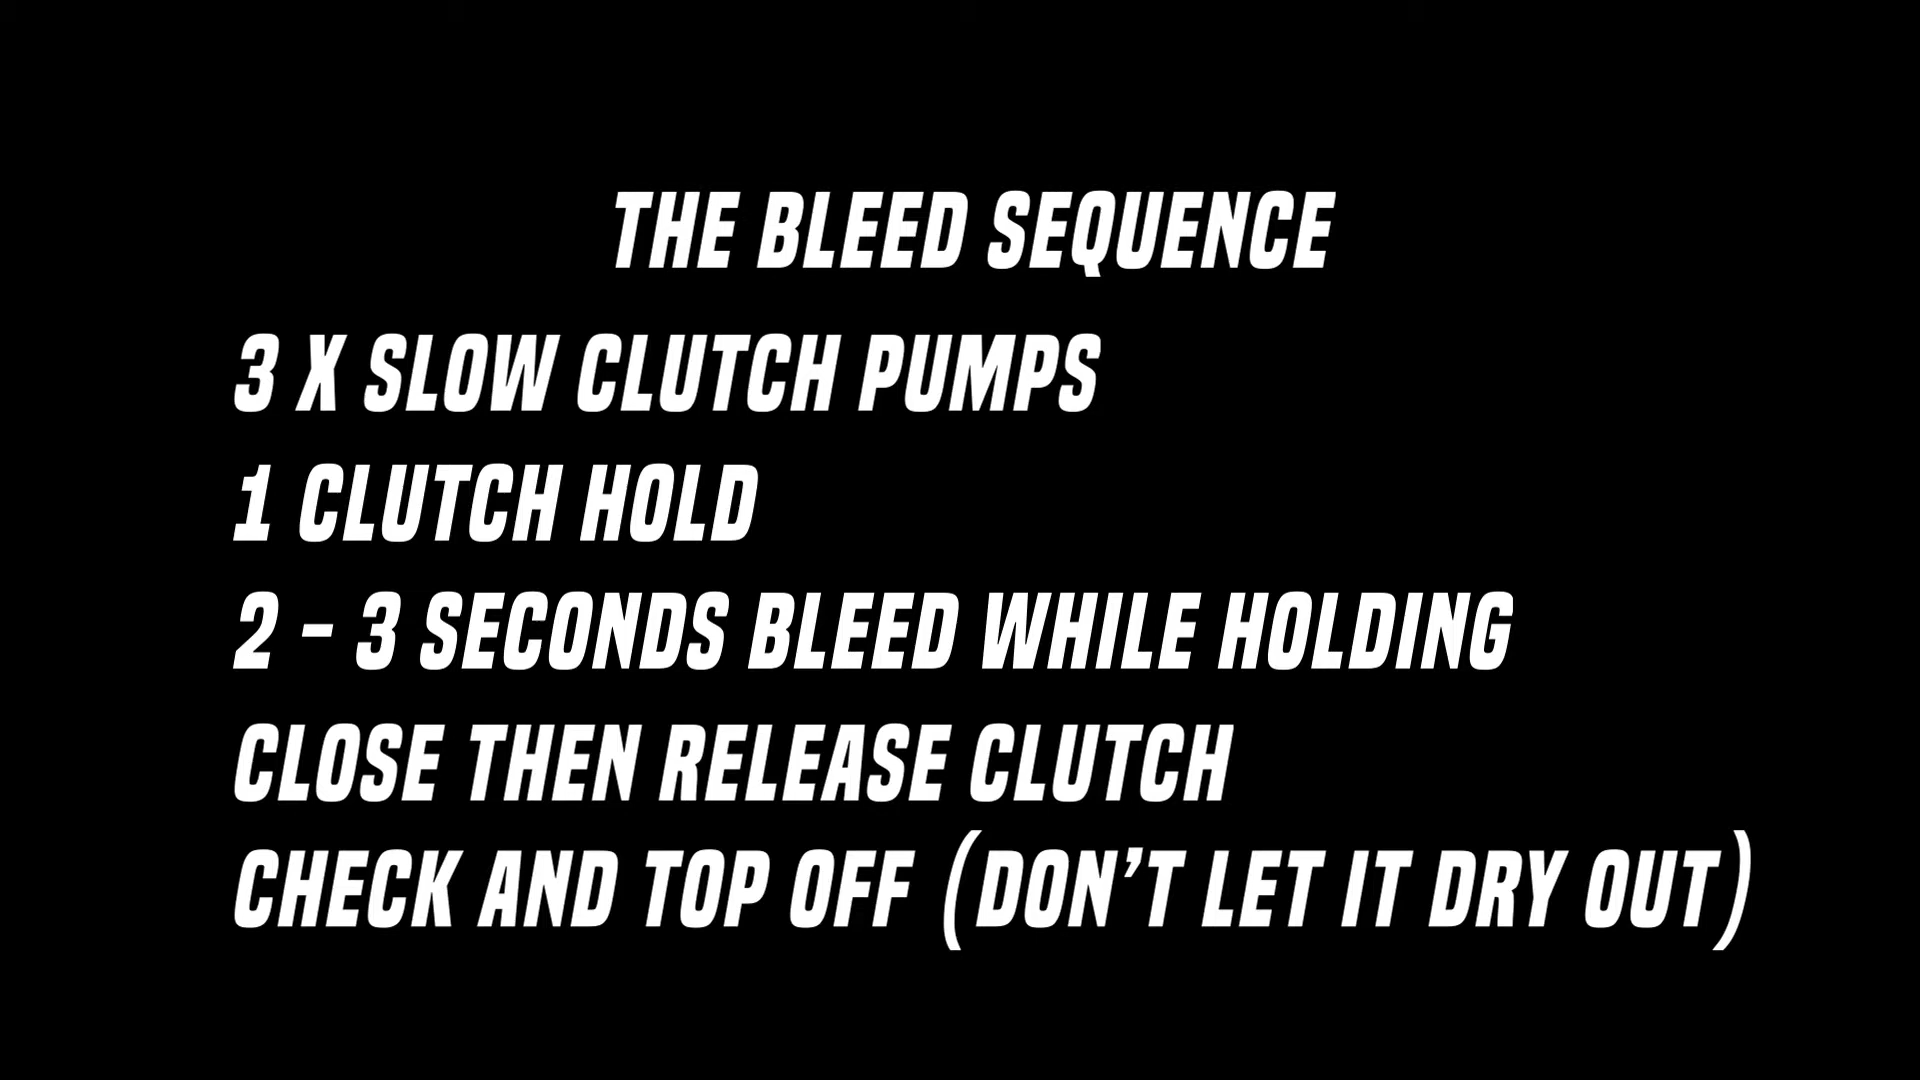 THE BLEED SEQUENCE
3 X SLOW CLUTCH PUMPS
1 CLUTCH HOLD
2 - 3 SECONDS BLEED WHILE HOLDING
CLOSE THEN RELEASE CLUTCH
CHECK AND TOP OFF (DON'T LET IT DRY OUT)